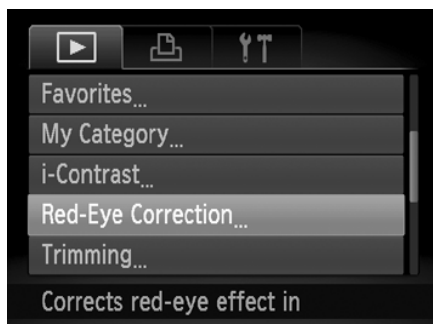 Favorites...
My Category...
i-Contrast...
Red-Eye Correction...
Trimming...
Corrects red-eye effect in